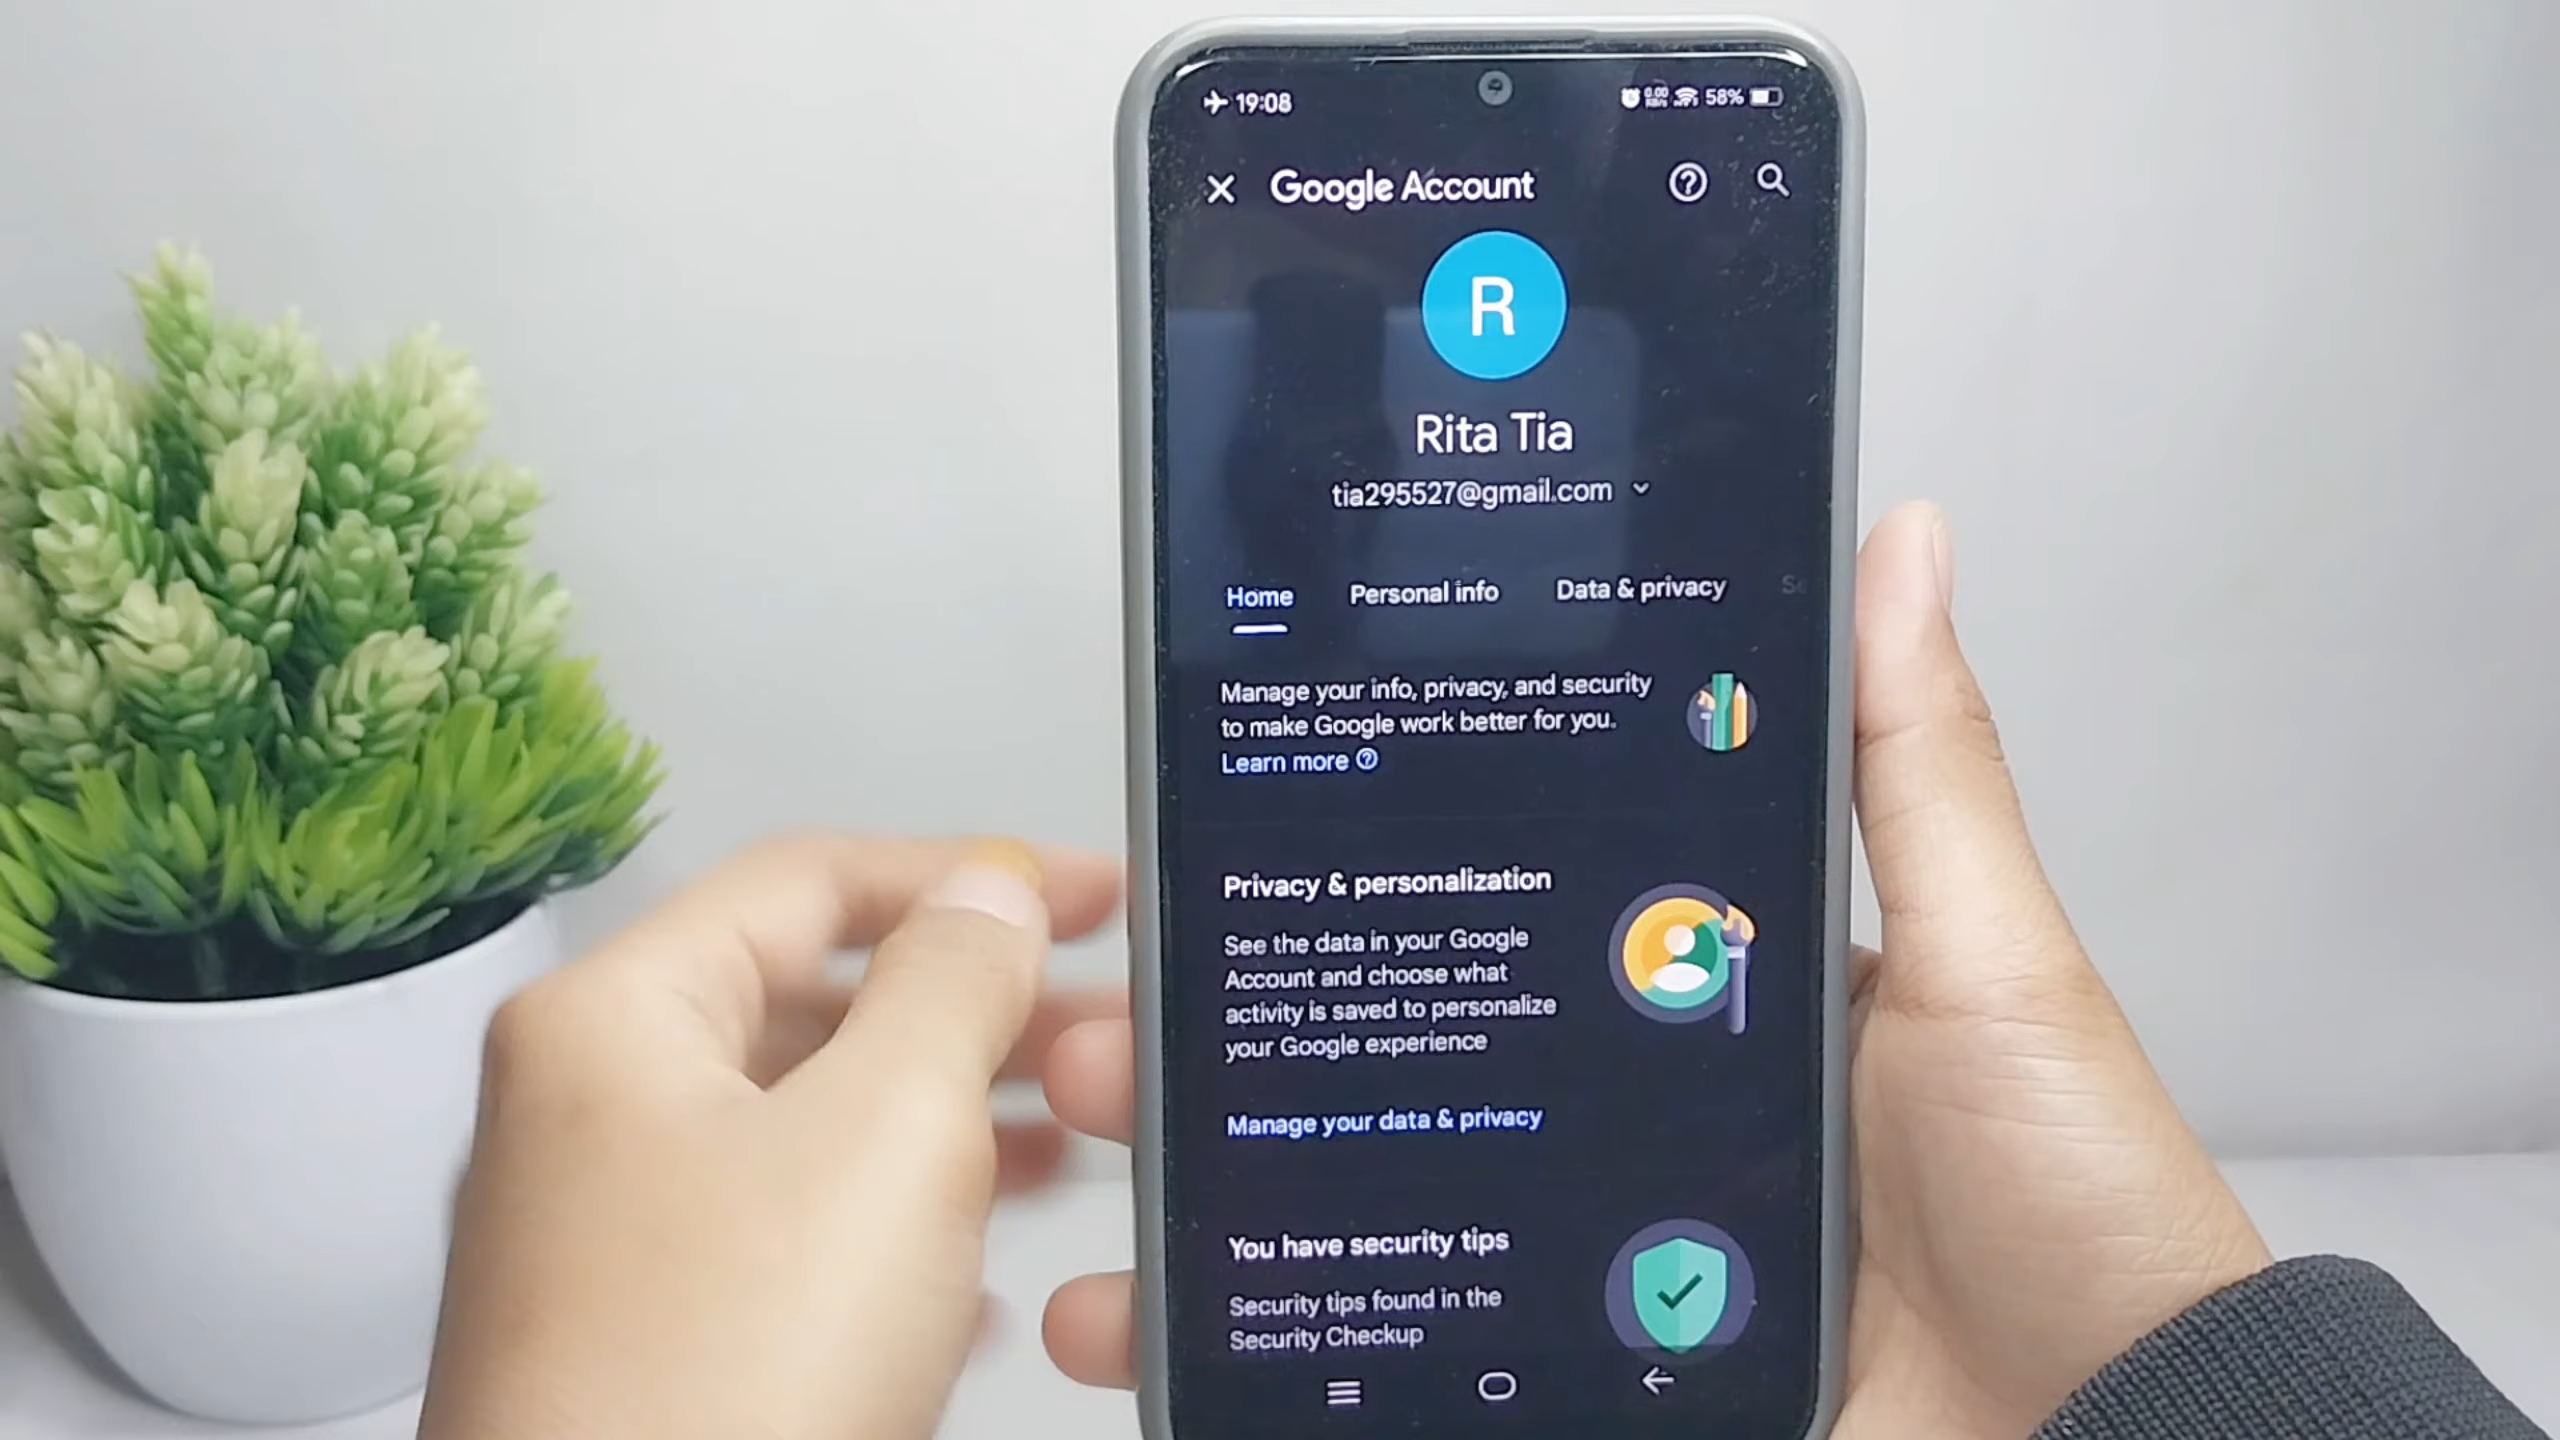 19:08
0.00
58%
Google Account
R
Rita Tia
tia295527@gmail.com
Home Personal info Data & privacy Se
Manage your info, privacy, and security
to make Google work better for you.
Learn more
Privacy & personalization
See the data in your Google
Account and choose what
activity is saved to personalize
your Google experience
Manage your data & privacy
You have security tips
Security tips found in the
Security Checkup